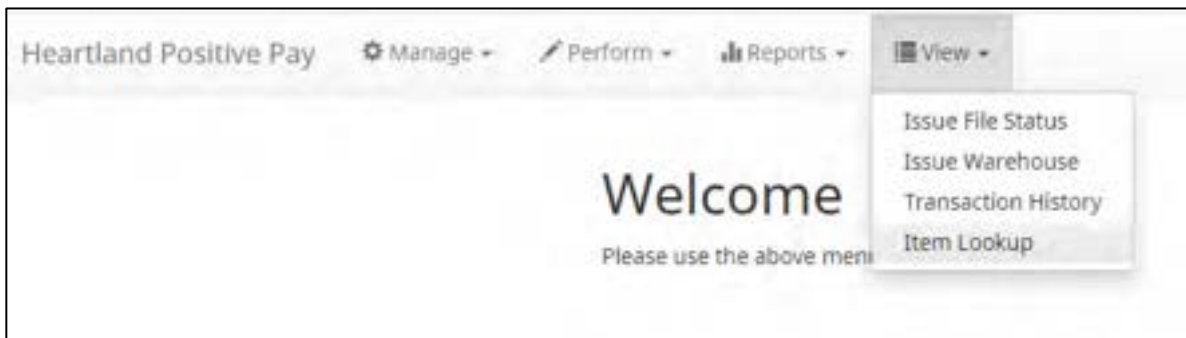 Heartland Positive Pay Manage Perform Reports View
Issue File Status
Issue Warehouse
Transaction History
Item Lookup
Welcome
Please use the above